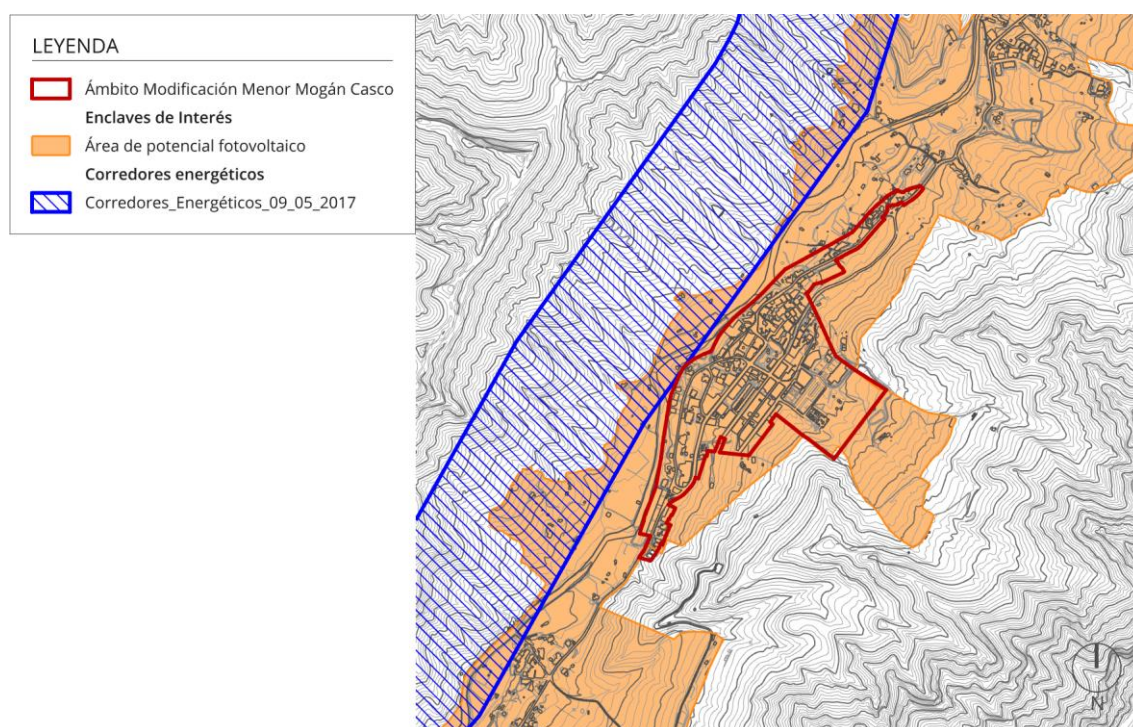 LEYENDA
Ámbito Modificación Menor Mogán Casco
Enclaves de Interés
Área de potencial fotovoltaico
Corredores energéticos
Corredores_Energéticos_09_05_2017
N